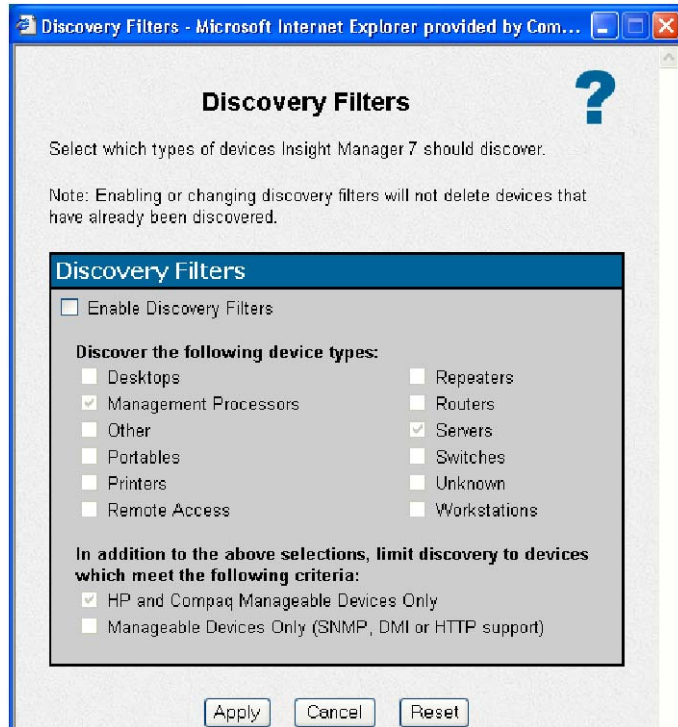 Discovery Filters - Microsoft Internet Explorer provided by Com...
Discovery Filters
?
Select which types of devices Insight Manager 7 should discover.
Note: Enabling or changing discovery filters will not delete devices that
have already been discovered.
Discovery Filters
Enable Discovery Filters
Discover the following device types:
Desktops
Management Processors
Other
Portables
Printers
Remote Access
Repeaters
Routers
Servers
Switches
Unknown
Workstations
In addition to the above selections, limit discovery to devices
which meet the following criteria:
HP and Compaq Manageable Devices Only
Manageable Devices Only (SNMP, DMI or HTTP support)
Apply
Cancel
Reset